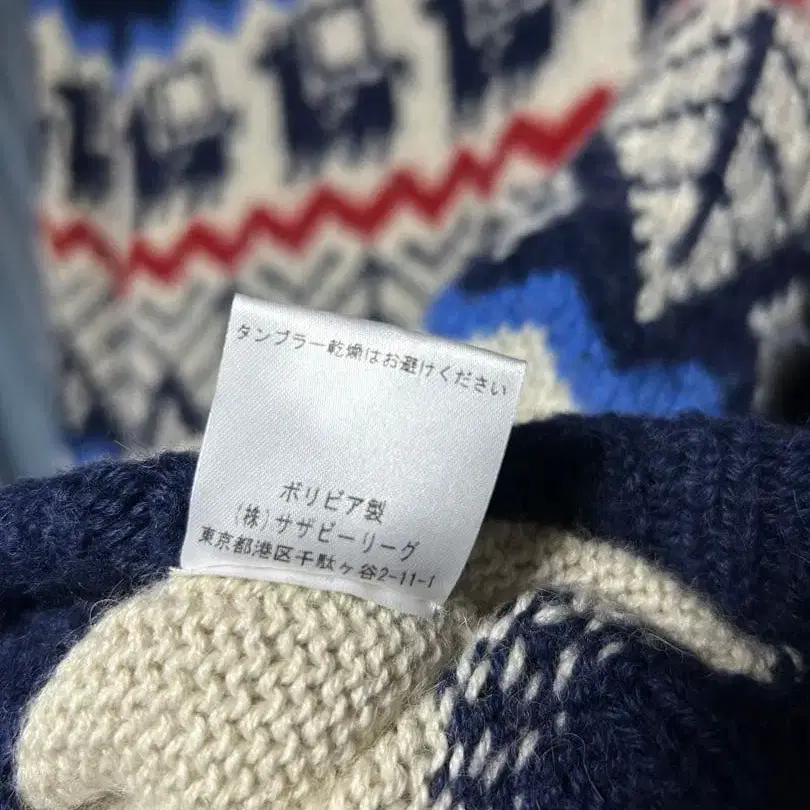 タンブラー乾燥はお避けください
ボリビア製
(株)サザビーリーグ
東京都港区千駄ヶ谷2-11-1